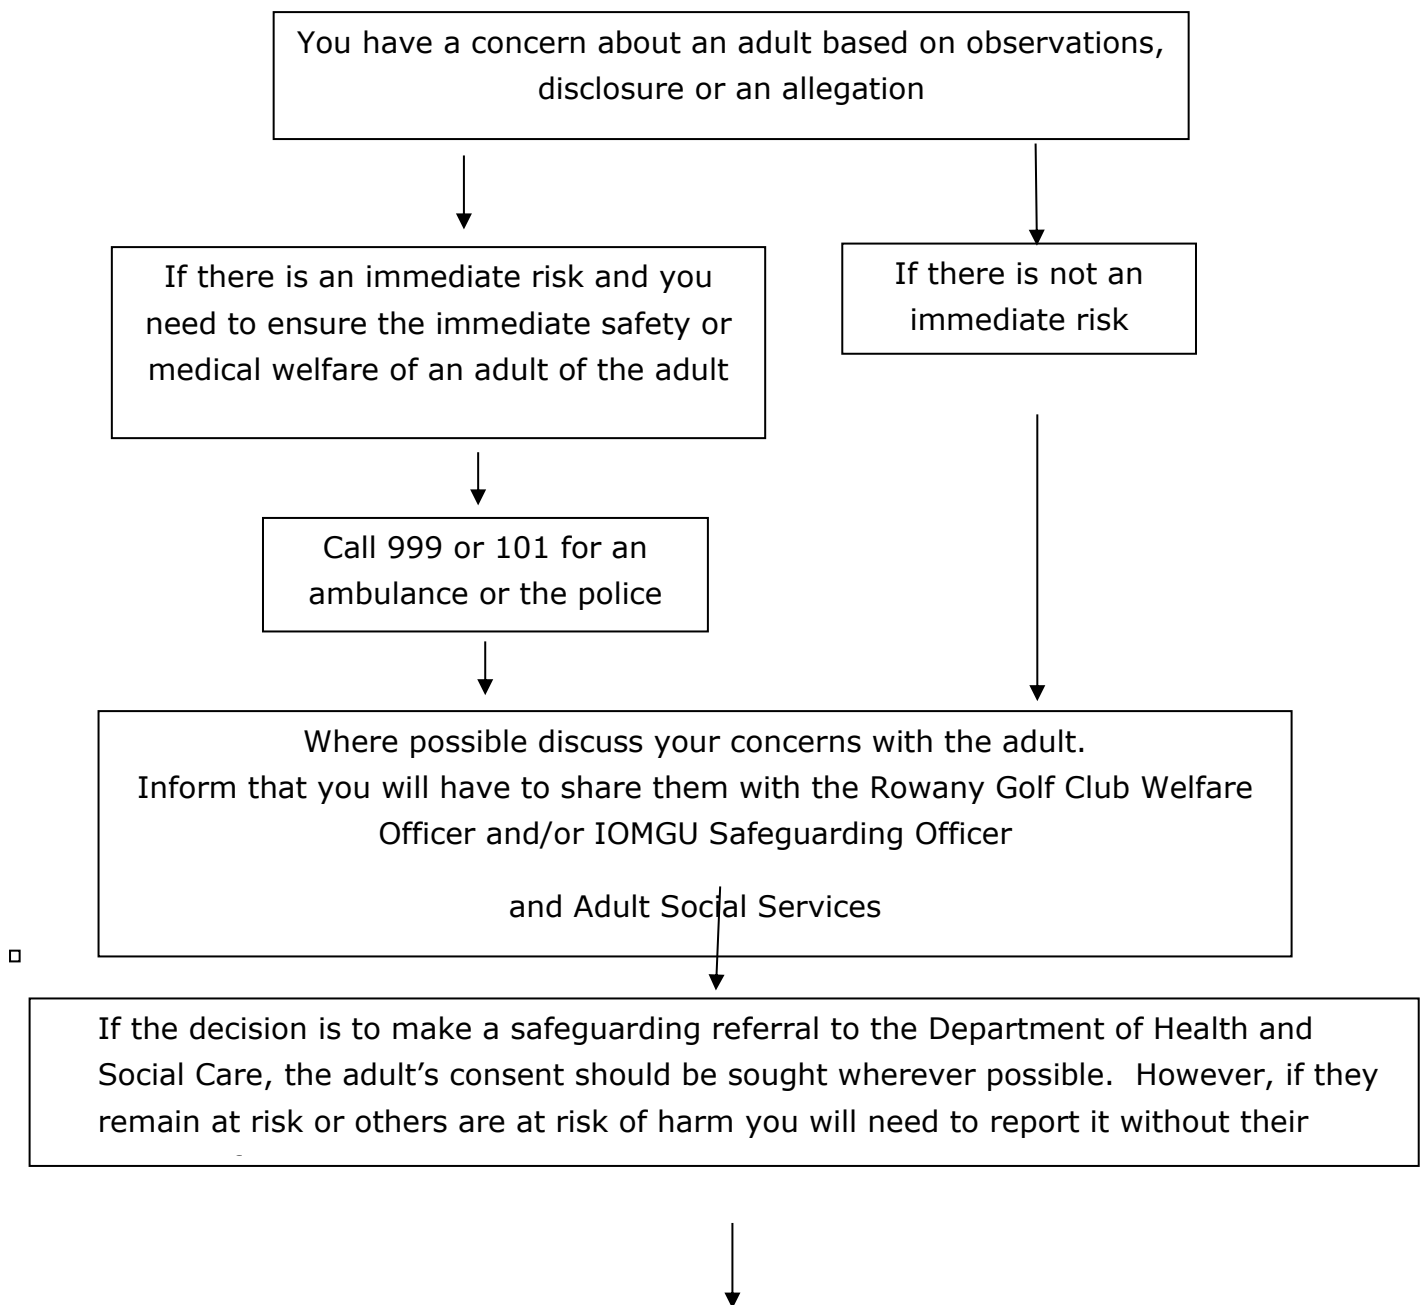 You have a concern about an adult based on observations,
disclosure or an allegation
If there is an immediate risk and you
need to ensure the immediate safety or
medical welfare of an adult of the adult
If there is not an
immediate risk
Call 999 or 101 for an
ambulance or the police
Where possible discuss your concerns with the adult.
Inform that you will have to share them with the Rowany Golf Club Welfare
Officer and/or IOMGU Safeguarding Officer
and Adult Social Services
If the decision is to make a safeguarding referral to the Department of Health and
Social Care, the adult’s consent should be sought wherever possible.  However, if they
remain at risk or others are at risk of harm you will need to report it without their